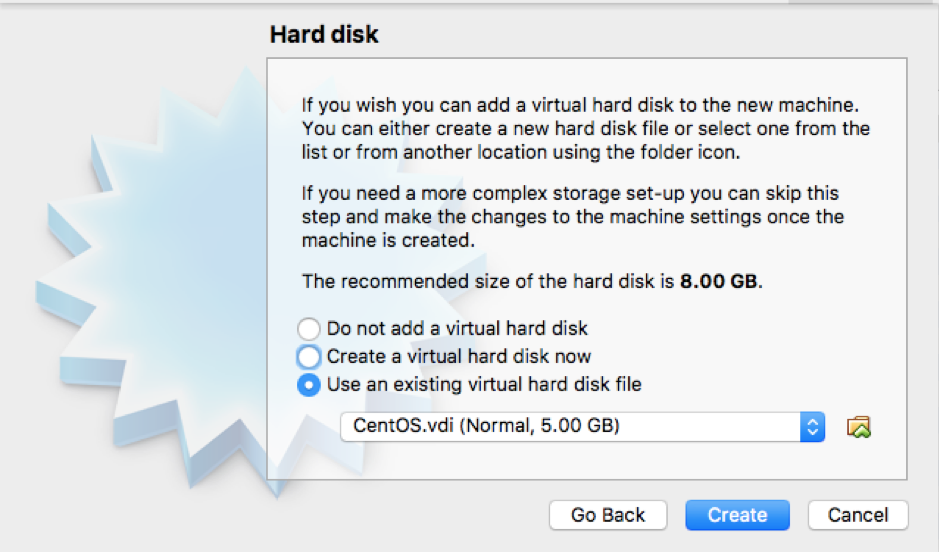 Hard disk
If you wish you can add a virtual hard disk to the new machine.
You can either create a new hard disk file or select one from the
list or from another location using the folder icon.
If you need a more complex storage set-up you can skip this
step and make the changes to the machine settings once the
machine is created.
The recommended size of the hard disk is 8.00 GB.
Do not add a virtual hard disk
Create a virtual hard disk now
Use an existing virtual hard disk file
CentOS.vdi (Normal, 5.00 GB)
Go Back
Create
Cancel